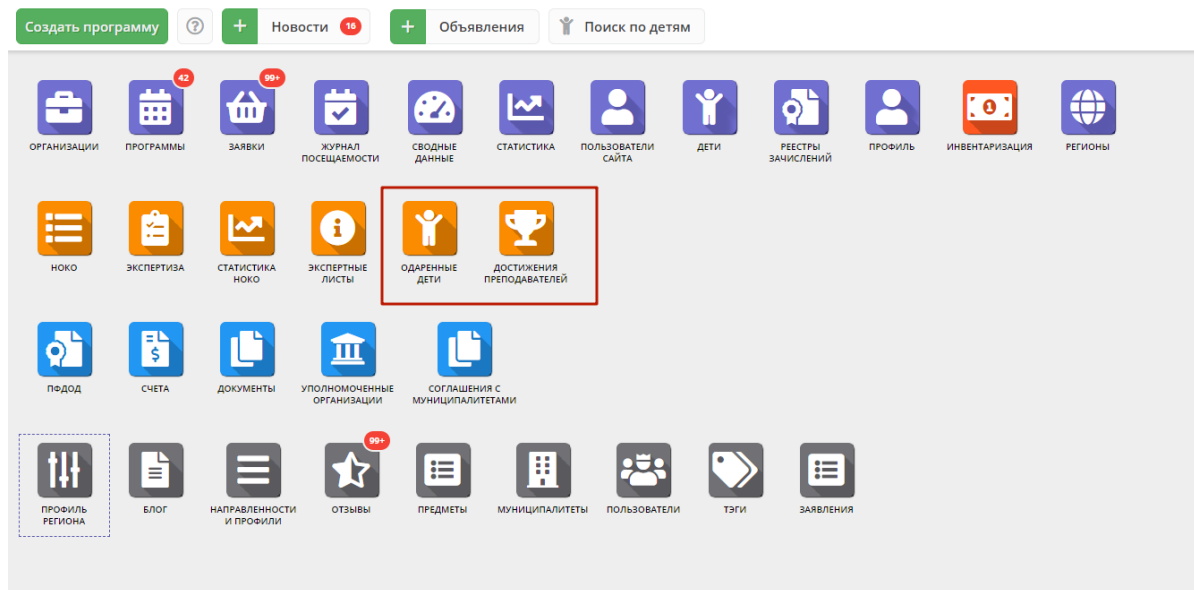 Создать программу
?
+ Новости 16
+ Объявления
Поиск по детям
42
99+
ОРГАНИЗАЦИИ
ПРОГРАММЫ
ЗАЯВКИ
ЖУРНАЛ
ПОСЕЩАЕМОСТИ
СВОДНЫЕ
ДАННЫЕ
СТАТИСТИКА
ПОЛЬЗОВАТЕЛИ
САЙТА
ДЕТИ
РЕЕСТРЫ
ЗАЧИСЛЕНИЙ
ПРОФИЛЬ
1
ИНВЕНТАРИЗАЦИЯ
РЕГИОНЫ
НОКО
ЭКСПЕРТИЗА
СТАТИСТИКА
НОКО
i
ЭКСПЕРТНЫЕ
ЛИСТЫ
ОДАРЕННЫЕ
ДЕТИ
ДОСТИЖЕНИЯ
ПРЕПОДАВАТЕЛЕЙ
ПФДОД
$
СЧЕТА
ДОКУМЕНТЫ
УПОЛНОМОЧЕННЫЕ
ОРГАНИЗАЦИИ
СОГЛАШЕНИЯ С
МУНИЦИПАЛИТЕТАМИ
99+
ПРОФИЛЬ
РЕГИОНА
БЛОГ
НАПРАВЛЕННОСТИ
И ПРОФИЛИ
ОТЗЫВЫ
ПРЕДМЕТЫ
МУНИЦИПАЛИТЕТЫ
ПОЛЬЗОВАТЕЛИ
ТЭГИ
ЗАЯВЛЕНИЯ